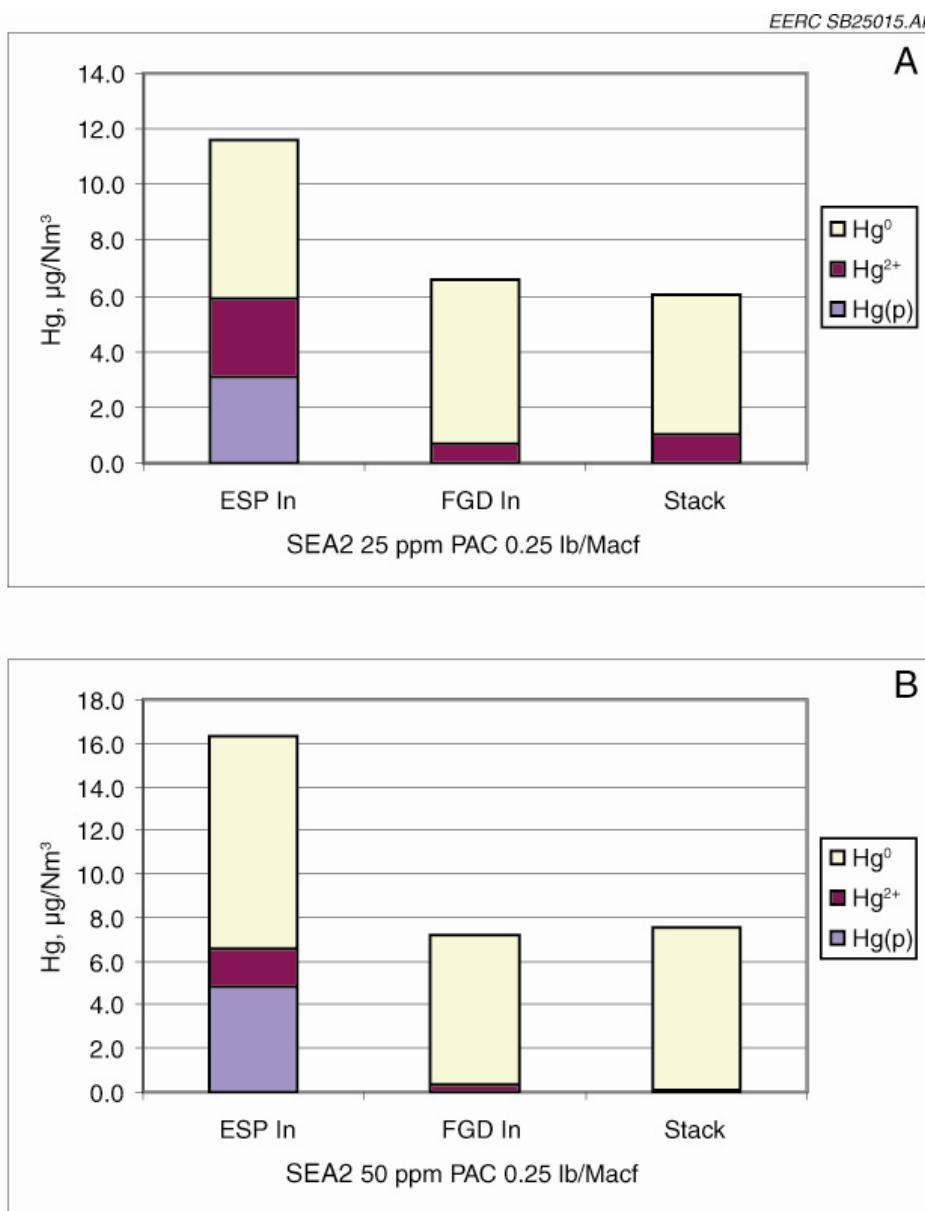 EERC SB25015.AI
A
14.0
12.0
10.0
8.0
6.0
4.0
2.0
0.0
Hg, µg/Nm³
ESP In FGD In Stack
SEA2 25 ppm PAC 0.25 lb/Macf
Hg⁰
Hg²⁺
Hg(p)
B
18.0
16.0
14.0
12.0
10.0
8.0
6.0
4.0
2.0
0.0
Hg, µg/Nm³
ESP In FGD In Stack
SEA2 50 ppm PAC 0.25 lb/Macf
Hg⁰
Hg²⁺
Hg(p)